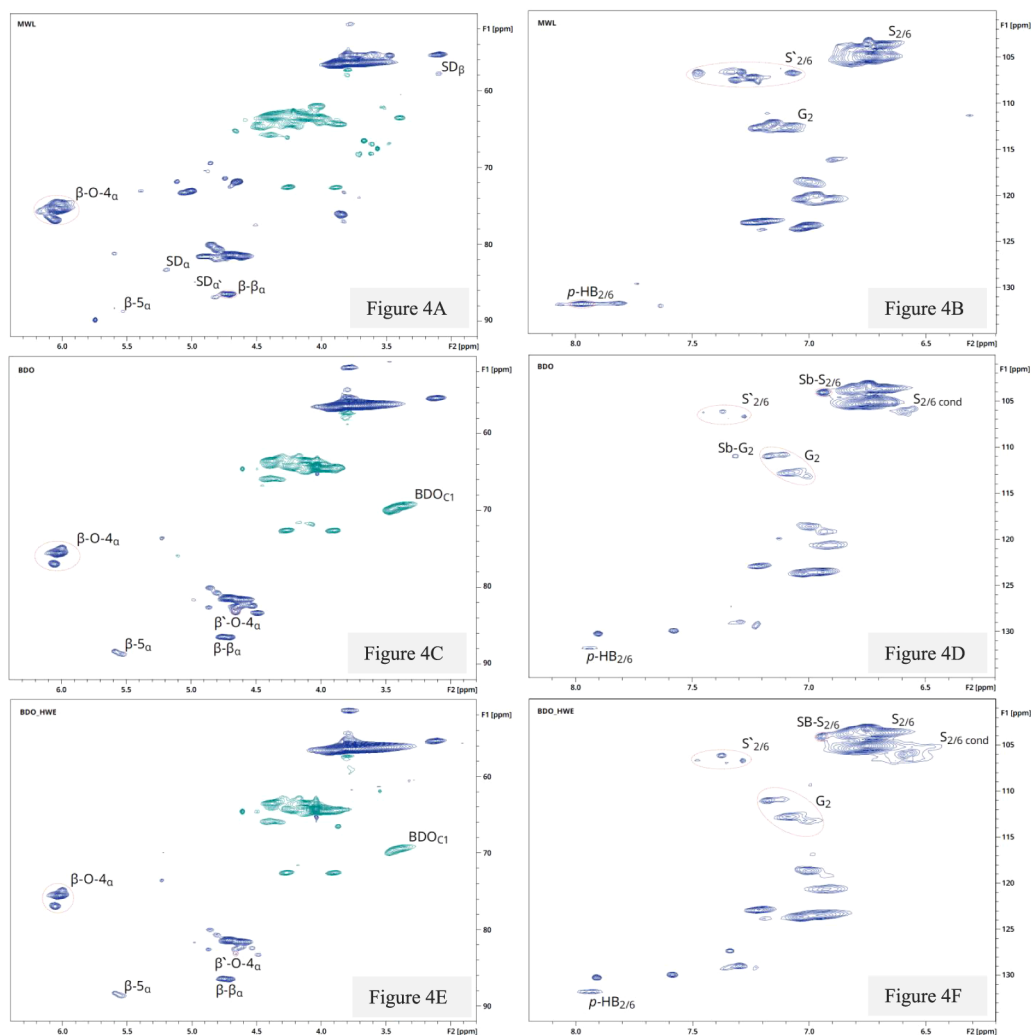 MWL
F1 [ppm]
SDβ
60
70
β-O-4α
80
SDα
SDα`
β-βα
β-5α
Figure 4A
90
6.0 5.5 5.0 4.5 4.0 3.5 F2 [ppm]
MWL
F1 [ppm]
S2/6
S`2/6
105
110
G2
115
120
125
p-HB2/6
130
Figure 4B
8.0 7.5 7.0 6.5 F2 [ppm]
BDO
F1 [ppm]
60
BDOC1
70
β-O-4α
80
β`-O-4α
β-5α
β-βα
Figure 4C
90
6.0 5.5 5.0 4.5 4.0 3.5 F2 [ppm]
BDO
F1 [ppm]
Sb-S2/6
S`2/6
S2/6 cond
105
Sb-G2
G2
110
115
120
125
130
p-HB2/6
Figure 4D
8.0 7.5 7.0 6.5 F2 [ppm]
BDO_HWE
F1 [ppm]
60
BDOC1
70
β-O-4α
80
β`-O-4α
β-5α
β-βα
Figure 4E
90
6.0 5.5 5.0 4.5 4.0 3.5 F2 [ppm]
BDO_HWE
F1 [ppm]
SB-S2/6
S2/6
S`2/6
S2/6 cond
105
G2
110
115
120
125
130
p-HB2/6
Figure 4F
8.0 7.5 7.0 6.5 F2 [ppm]